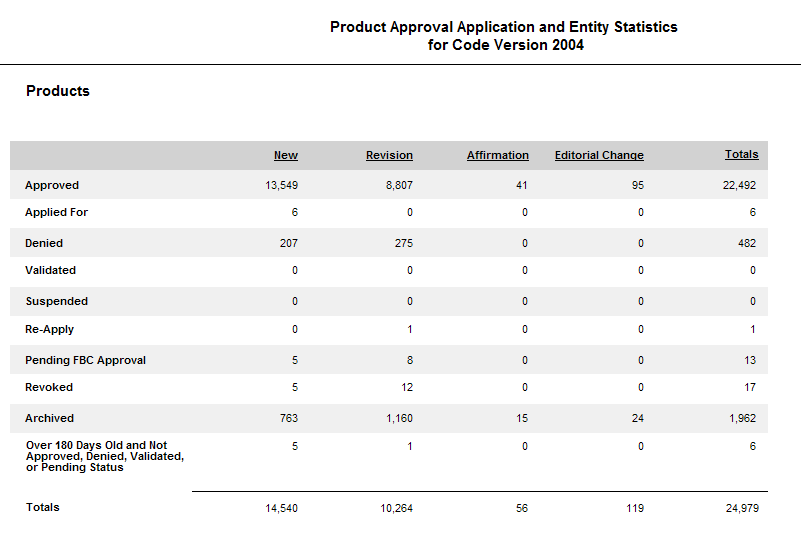 Product Approval Application and Entity Statistics
for Code Version 2004
Products
New Revision Affirmation Editorial Change Totals
Approved 13,549 8,807 41 95 22,492
Applied For 6 0 0 0 6
Denied 207 275 0 0 482
Validated 0 0 0 0 0
Suspended 0 0 0 0 0
Re-Apply 0 1 0 0 1
Pending FBC Approval 5 8 0 0 13
Revoked 5 12 0 0 17
Archived 763 1,160 15 24 1,962
Over 180 Days Old and Not 5 1 0 0 6
Approved, Denied, Validated,
or Pending Status
Totals 14,540 10,264 56 119 24,979